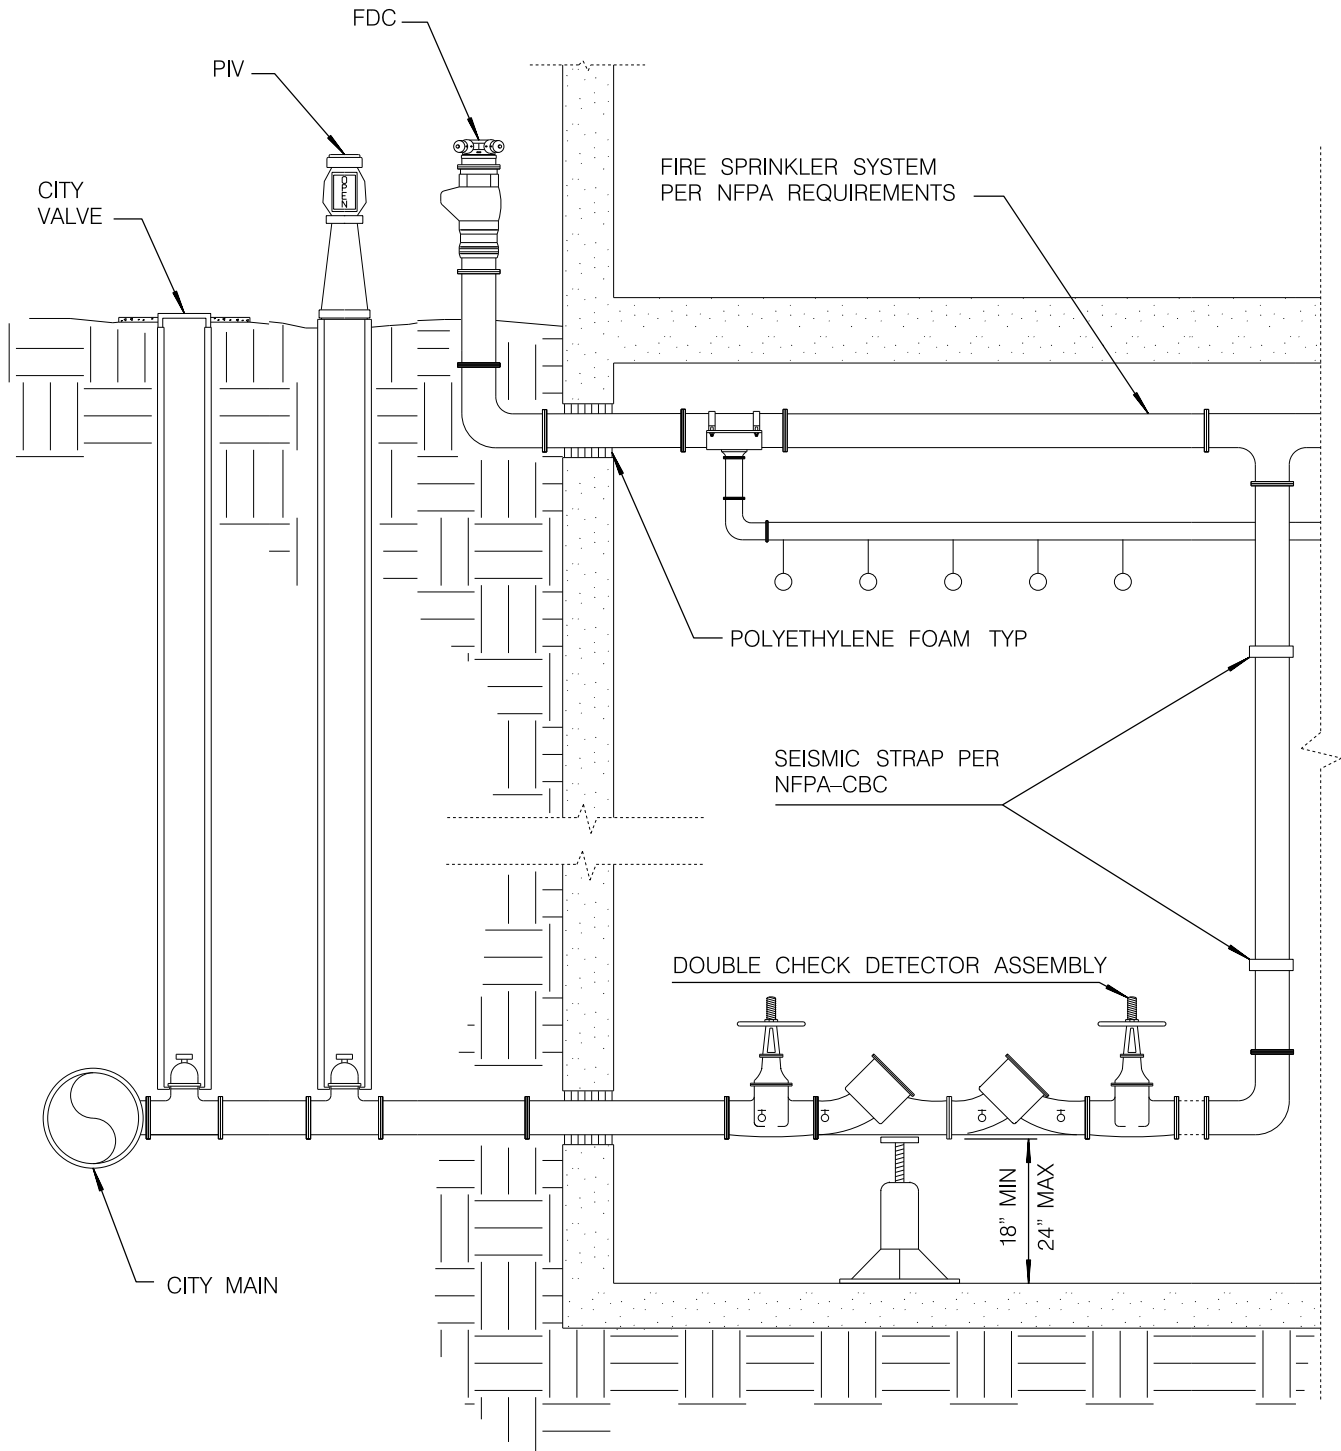 FDC
PIV
CITY
VALVE
OPEN
FIRE SPRINKLER SYSTEM
PER NFPA REQUIREMENTS
POLYETHYLENE FOAM TYP
SEISMIC STRAP PER
NFPA–CBC
DOUBLE CHECK DETECTOR ASSEMBLY
18" MIN
24" MAX
CITY MAIN